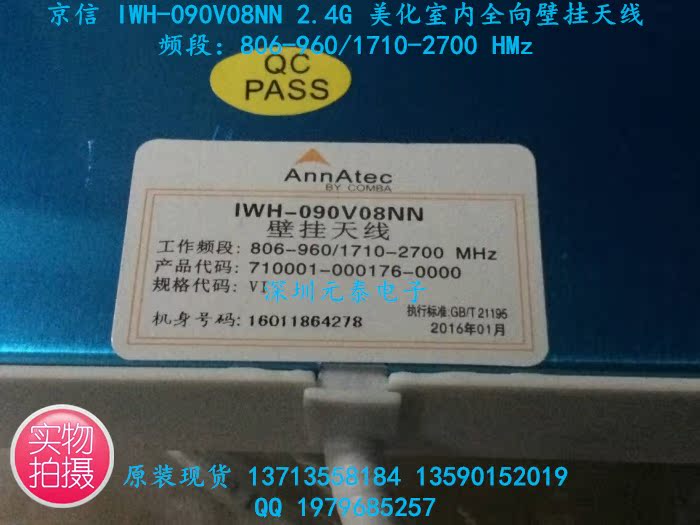 京信 IWH-090V08NN 2.4G 美化室内全向壁挂天线
频段：806-960/1710-2700 HMz
QC
PASS
AnnAtec
BY COMBA
IWH-090V08NN
壁挂天线
工作频段: 806-960/1710-2700 MHz
产品代码: 710001-000176-0000
规格代码: VI
深圳元泰电子
执行标准:GB/T 21195
机身号码: 16011864278
2016年01月
实物
拍摄
原装现货 13713558184 13590152019
QQ 1979685257